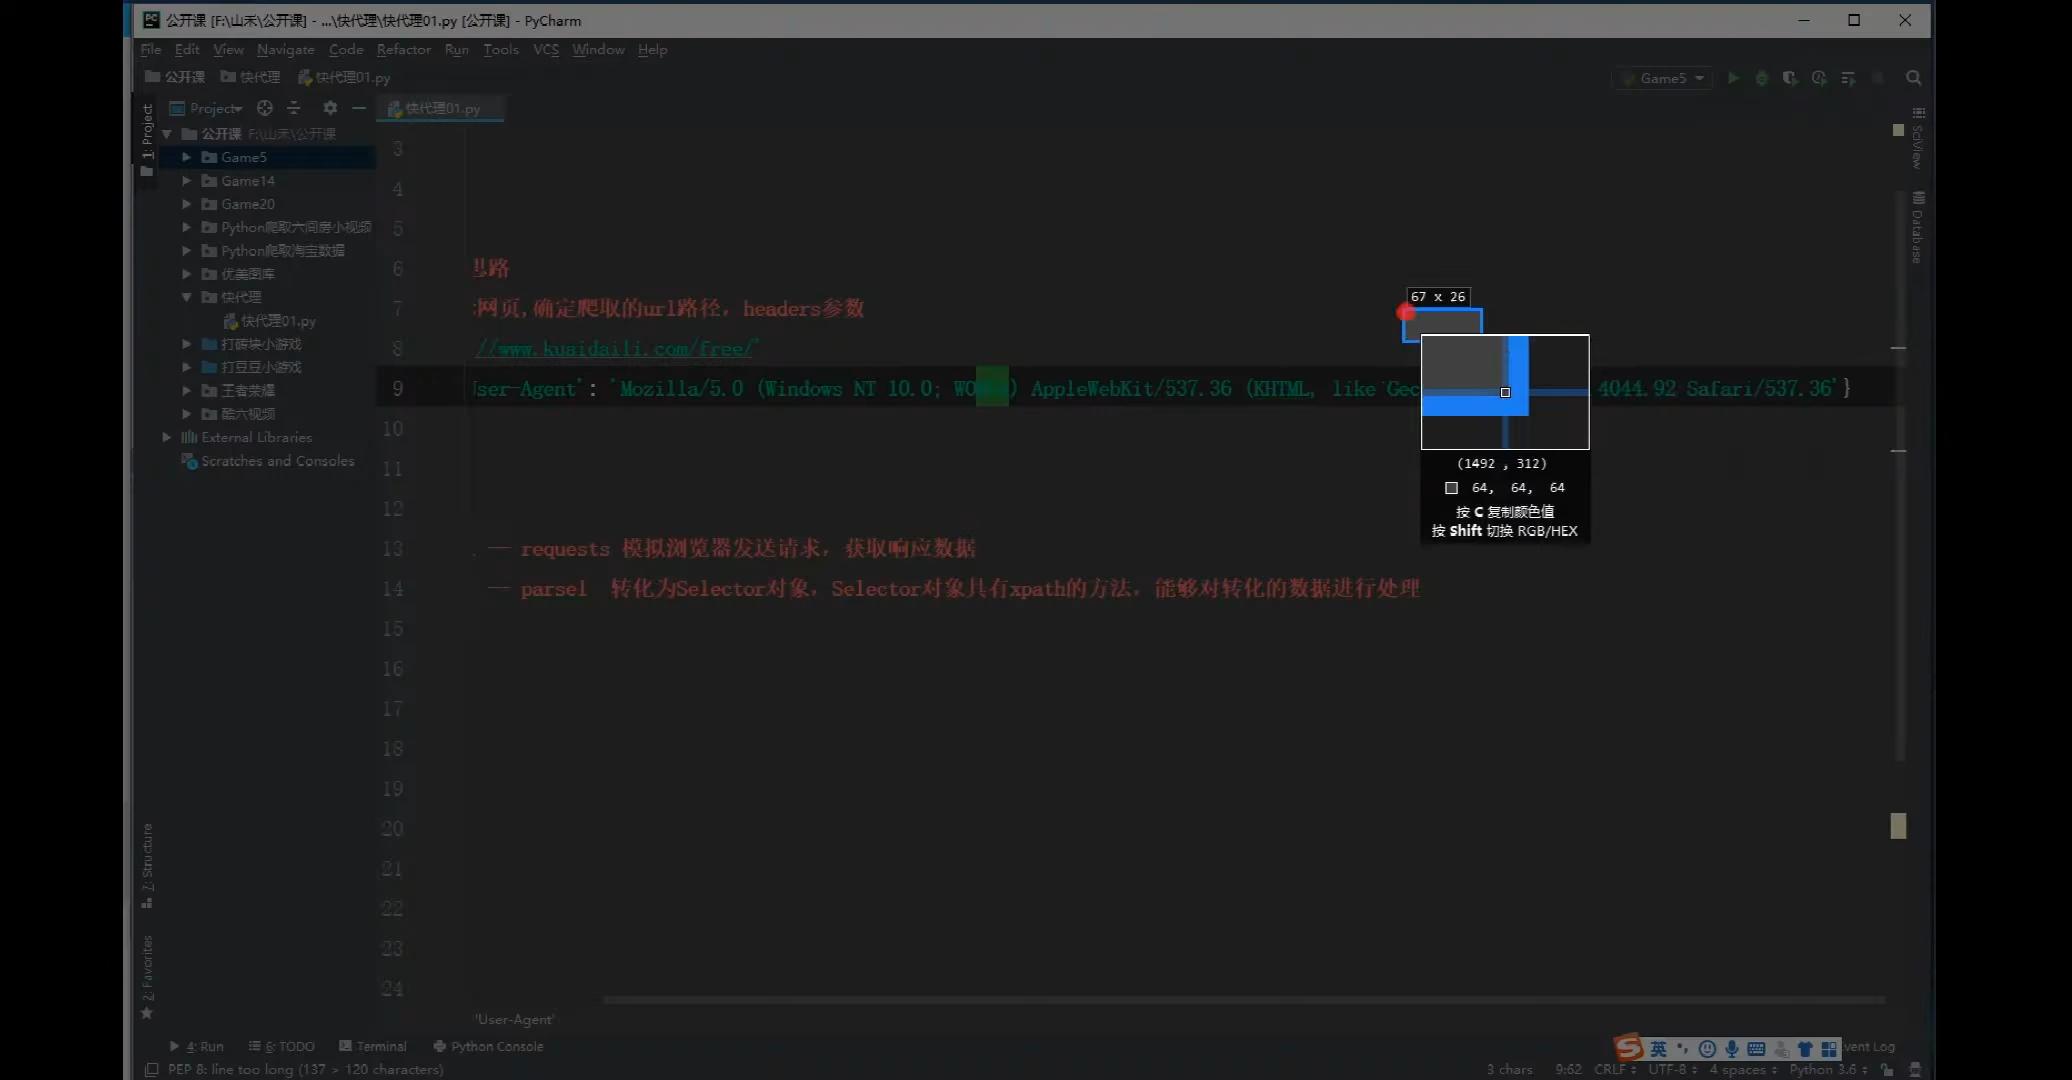 公开课 [F:\山禾\公开课] - ...\快代理\快代理01.py [公开课] - PyCharm
File Edit View Navigate Code Refactor Run Tools VCS Window Help
公开课 快代理 快代理01.py
Game5
1: Project
Project
快代理01.py
公开课 F:\山禾\公开课
Game5
Game14
Game20
Python爬取六间房小视频
Python爬取淘宝数据
优美图库
快代理
快代理01.py
打砖块小游戏
打豆豆小游戏
王者荣耀
酷六视频
External Libraries
Scratches and Consoles
SciView
Database
3
4
5
6 思路
7 网页,确定爬取的url路径，headers参数
8 //www.kuaidaili.com/free/'
9 ser-Agent': 'Mozilla/5.0 (Windows NT 10.0; WO ) AppleWebKit/537.36 (KHTML, like Gec 4044.92 Safari/537.36'}
10
11
12
13 -- requests 模拟浏览器发送请求，获取响应数据
14 -- parsel 转化为Selector对象，Selector对象具有xpath的方法，能够对转化的数据进行处理
15
16
17
18
19
20
21
22
23
24
67 x 26
(1492 , 312)
64, 64, 64
按 C 复制颜色值
按 Shift 切换 RGB/HEX
7: Structure
2: Favorites
'User-Agent'
4: Run 6: TODO Terminal Python Console
S 英
vent Log
PEP 8: line too long (137 > 120 characters)
3 chars 9:62 CRLF UTF-8 4 spaces Python 3.6